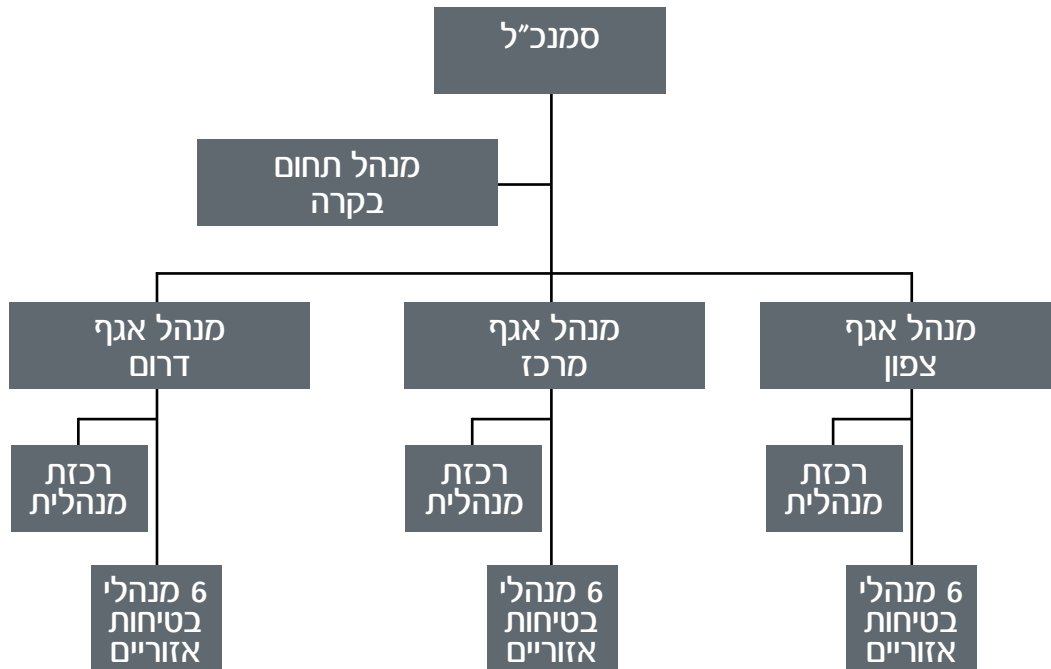 סמנכ״ל
מנהל תחום
בקרה
מנהל אגף
צפון
מנהל אגף
מרכז
מנהל אגף
דרום
רכזת
מנהלית
רכזת
מנהלית
רכזת
מנהלית
6 מנהלי
בטיחות
אזוריים
6 מנהלי
בטיחות
אזוריים
6 מנהלי
בטיחות
אזוריים